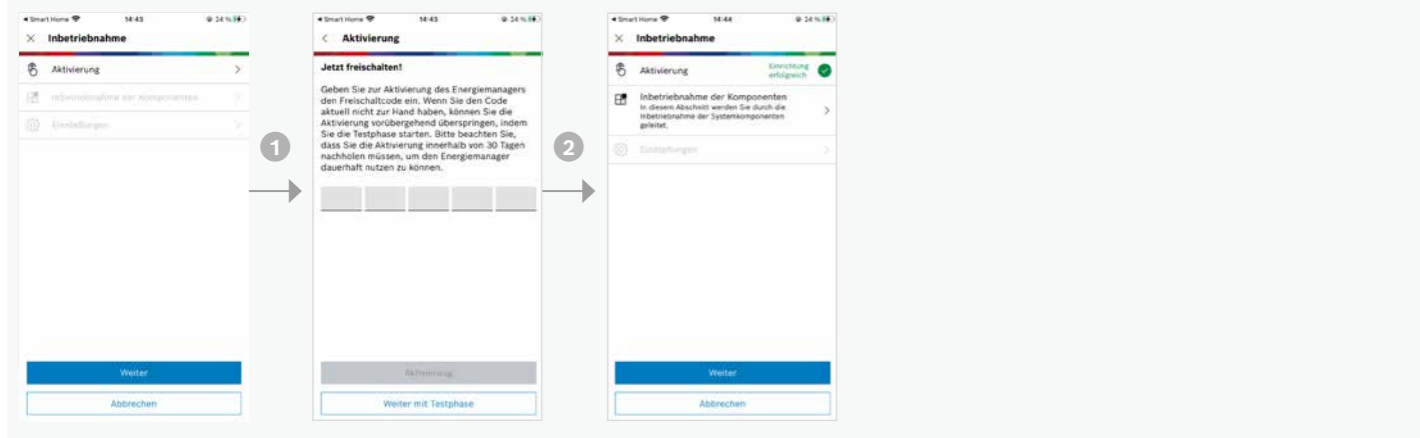 Smart Home 14:43 34 %
Inbetriebnahme
Aktivierung
Inbetriebnahme der Komponenten
Einstellungen
Weiter
Abbrechen
1
Smart Home 14:43 34 %
Aktivierung
Jetzt freischalten!
Geben Sie zur Aktivierung des Energiemanagers
den Freischaltcode ein. Wenn Sie den Code
aktuell nicht zur Hand haben, können Sie die
Aktivierung vorübergehend überspringen, indem
Sie die Testphase starten. Bitte beachten Sie,
dass Sie die Aktivierung innerhalb von 30 Tagen
nachholen müssen, um den Energiemanager
dauerhaft nutzen zu können.
Aktivierung
Weiter mit Testphase
2
Smart Home 14:44 34 %
Inbetriebnahme
Aktivierung
Einrichtung
erfolgreich
Inbetriebnahme der Komponenten
In diesem Abschnitt werden Sie durch die
Inbetriebnahme der Systemkomponenten
geleitet.
Einstellungen
Weiter
Abbrechen